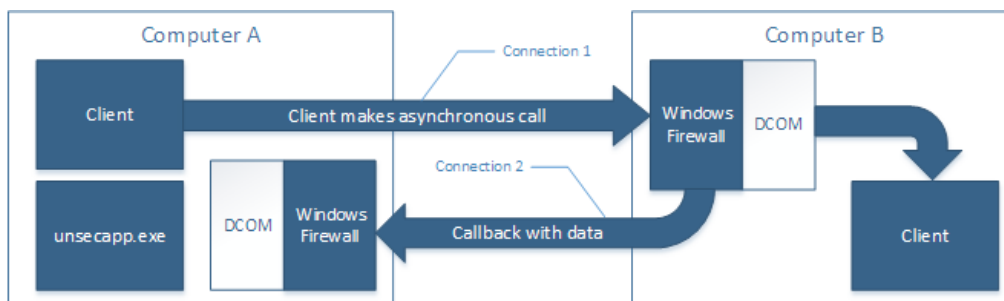 Computer A
Computer B
Connection 1
Client
Client makes asynchronous call
Windows
Firewall
DCOM
Connection 2
unsecapp.exe
DCOM
Windows
Firewall
Callback with data
Client